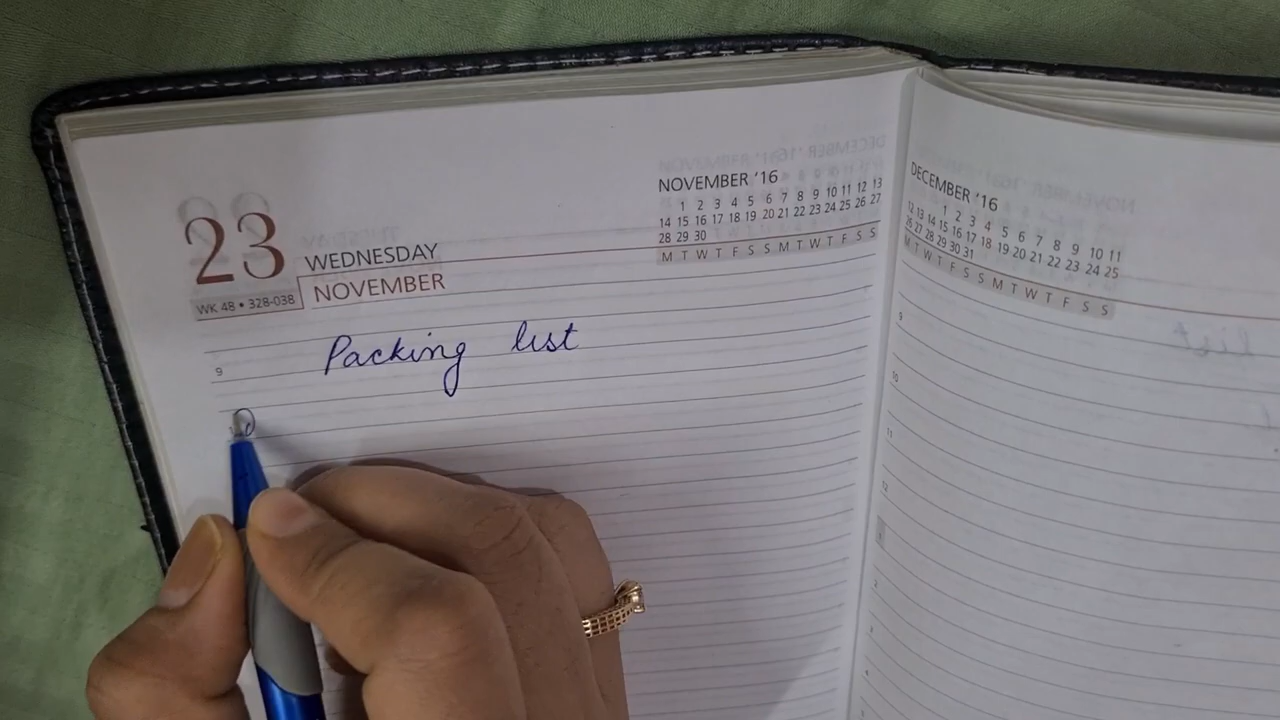 NOVEMBER '16
1 2 3 4 5 6 7 8 9 10 11 12 13
14 15 16 17 18 19 20 21 22 23 24 25 26 27
28 29 30
M T W T F S S M T W T F S S
23
WEDNESDAY
NOVEMBER
WK 48 • 328-038
9
Packing list
DECEMBER '16
1 2 3 4 5 6 7 8 9 10 11
12 13 14 15 16 17 18 19 20 21 22 23 24 25
26 27 28 29 30 31
M T W T F S S M T W T F S S
9
10
11
12